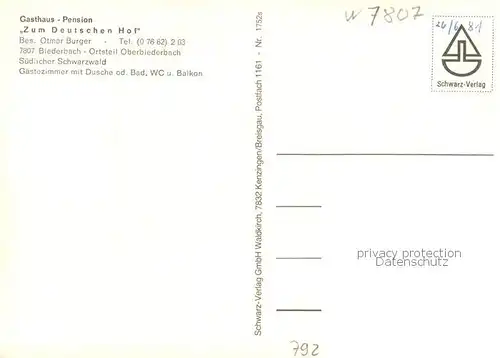 Gasthaus - Pension
„Zum Deutschen Hof"
Bes. Otmar Burger - Tel. (0 76 62) 2 03
7807 Biederbach - Ortsteil Oberbiederbach
Südlicher Schwarzwald
Gästezimmer mit Dusche od. Bad, WC u. Balkon
Schwarz-Verlag GmbH Waldkirch, 7832 Kenzingen/Breisgau, Postfach 1161 - Nr. 1752s
W 7807
26/6 81
Schwarz-Verlag
privacy protection
Datenschutz
792